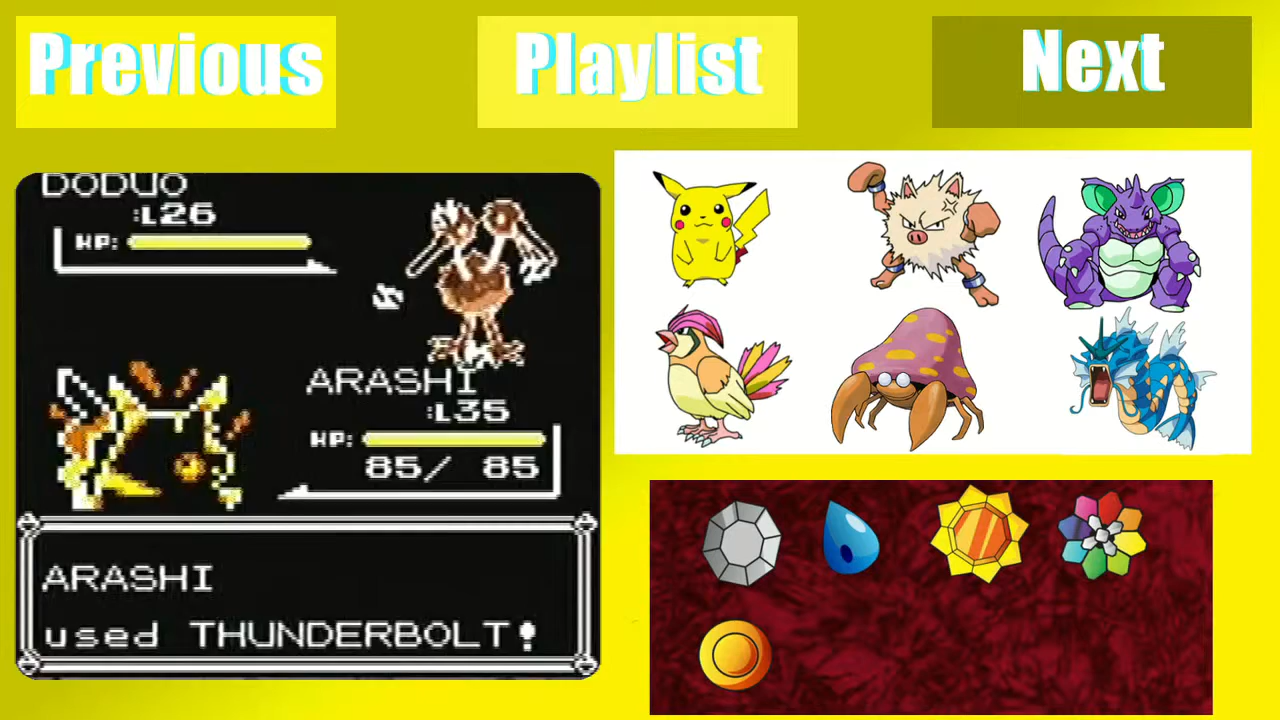 Previous
Playlist
Next
DODUO
:L26
HP:
ARASHI
:L35
HP:
85/ 85
ARASHI
used THUNDERBOLT!